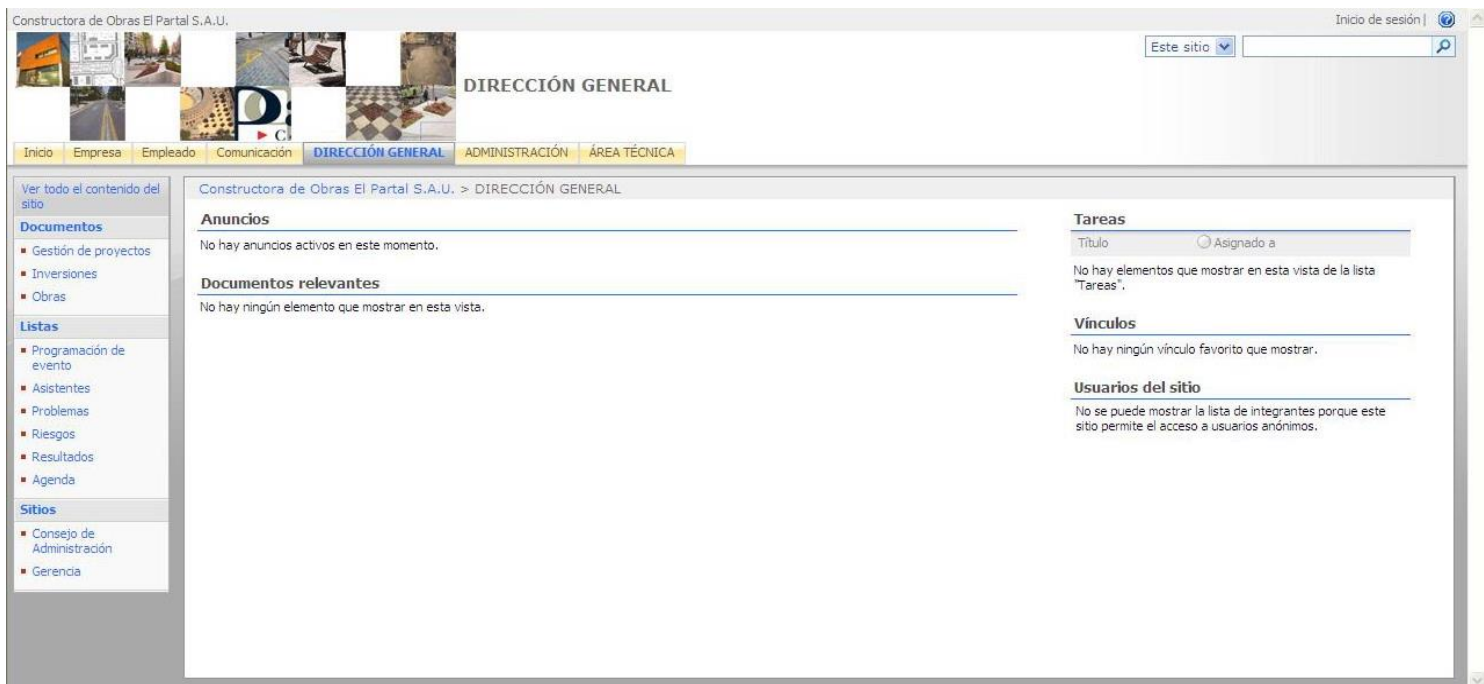 Constructora de Obras El Partal S.A.U.
Inicio de sesión |
Este sitio
DIRECCIÓN GENERAL
Inicio Empresa Empleado Comunicación DIRECCIÓN GENERAL ADMINISTRACIÓN ÁREA TÉCNICA
Ver todo el contenido del
sitio
Documentos
Gestión de proyectos
Inversiones
Obras
Listas
Programación de
evento
Asistentes
Problemas
Riesgos
Resultados
Agenda
Sitios
Consejo de
Administración
Gerencia
Constructora de Obras El Partal S.A.U. > DIRECCIÓN GENERAL
Anuncios
No hay anuncios activos en este momento.
Documentos relevantes
No hay ningún elemento que mostrar en esta vista.
Tareas
Título Asignado a
No hay elementos que mostrar en esta vista de la lista
"Tareas".
Vínculos
No hay ningún vínculo favorito que mostrar.
Usuarios del sitio
No se puede mostrar la lista de integrantes porque este
sitio permite el acceso a usuarios anónimos.